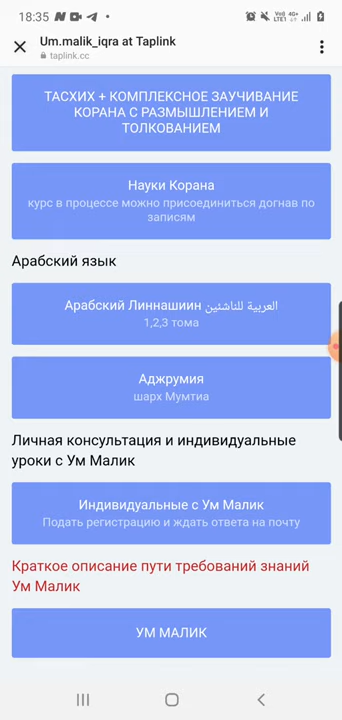 18:35
Um.malik_iqra at Taplink
taplink.cc
ТАСХИХ + КОМПЛЕКСНОЕ ЗАУЧИВАНИЕ
КОРАНА С РАЗМЫШЛЕНИЕМ И
ТОЛКОВАНИЕМ
Науки Корана
курс в процессе можно присоединиться догнав по
записям
Арабский язык
Арабский Линнашиин العربية للناشئين
1,2,3 тома
Аджрумия
шарх Мумтиа
Личная консультация и индивидуальные
уроки с Ум Малик
Индивидуальные с Ум Малик
Подать регистрацию и ждать ответа на почту
Краткое описание пути требований знаний
Ум Малик
УМ МАЛИК